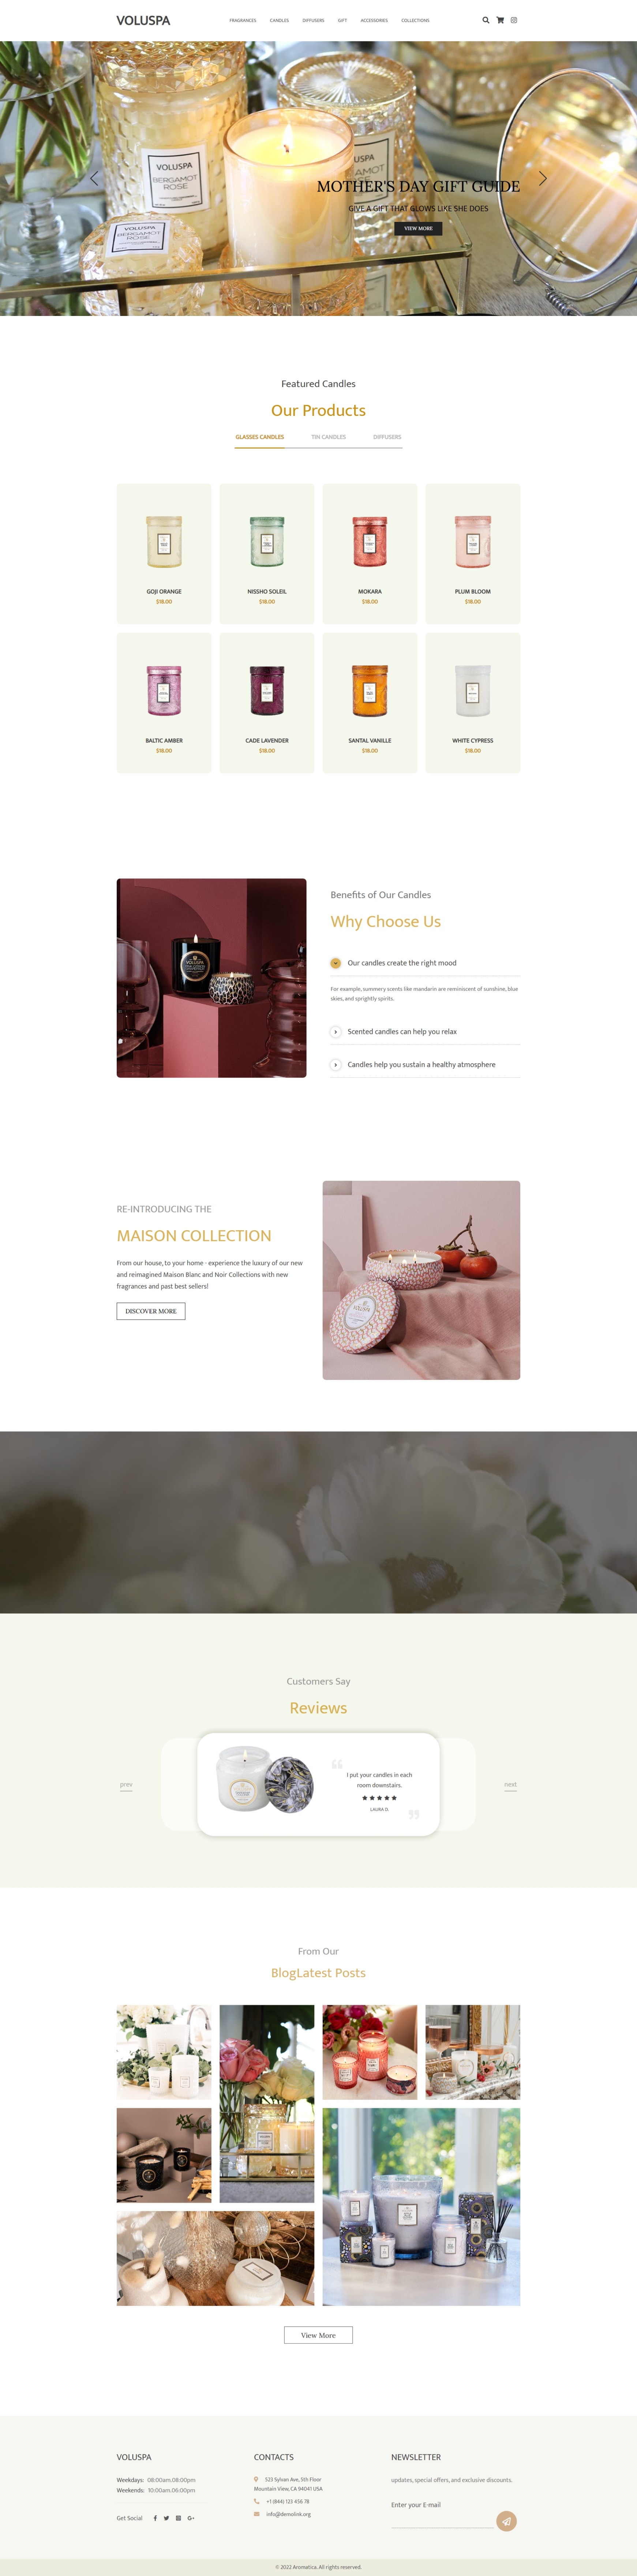 VOLUSPA
FRAGRANCES CANDLES DIFFUSERS GIFT ACCESSORIES COLLECTIONS
VOLUSPA
BERGAMOT
ROSE
VOLUSPA
BERGAMOT
ROSE
MOTHER'S DAY GIFT GUIDE
GIVE A GIFT THAT GLOWS LIKE SHE DOES
VIEW MORE
Featured Candles
Our Products
GLASSES CANDLES TIN CANDLES DIFFUSERS
GOJI ORANGE
$18.00
NISSHO SOLEIL
$18.00
MOKARA
$18.00
PLUM BLOOM
$18.00
BALTIC AMBER
$18.00
CADE LAVENDER
$18.00
SANTAL VANILLE
$18.00
WHITE CYPRESS
$18.00
VOLUSPA
Benefits of Our Candles
Why Choose Us
Our candles create the right mood
For example, summery scents like mandarin are reminiscent of sunshine, blue
skies, and sprightly spirits.
Scented candles can help you relax
Candles help you sustain a healthy atmosphere
RE-INTRODUCING THE
MAISON COLLECTION
From our house, to your home - experience the luxury of our new
and reimagined Maison Blanc and Noir Collections with new
fragrances and past best sellers!
DISCOVER MORE
VOLUSPA
Customers Say
Reviews
prev
I put your candles in each
room downstairs.
LAURA D.
next
From Our
BlogLatest Posts
View More
VOLUSPA
Weekdays: 08:00am.08:00pm
Weekends: 10:00am.06:00pm
Get Social
CONTACTS
523 Sylvan Ave, 5th Floor
Mountain View, CA 94041 USA
+1 (844) 123 456 78
info@demolink.org
NEWSLETTER
updates, special offers, and exclusive discounts.
Enter your E-mail
© 2022 Aromatica. All rights reserved.